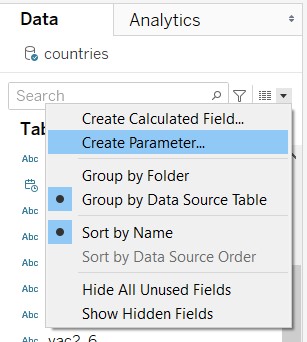 Data
Analytics
countries
Search
Create Calculated Field...
Create Parameter...
Group by Folder
Group by Data Source Table
Sort by Name
Sort by Data Source Order
Hide All Unused Fields
Show Hidden Fields
Abc
Abc
Abc
Abc
Abc
Abc
Abc
Abc